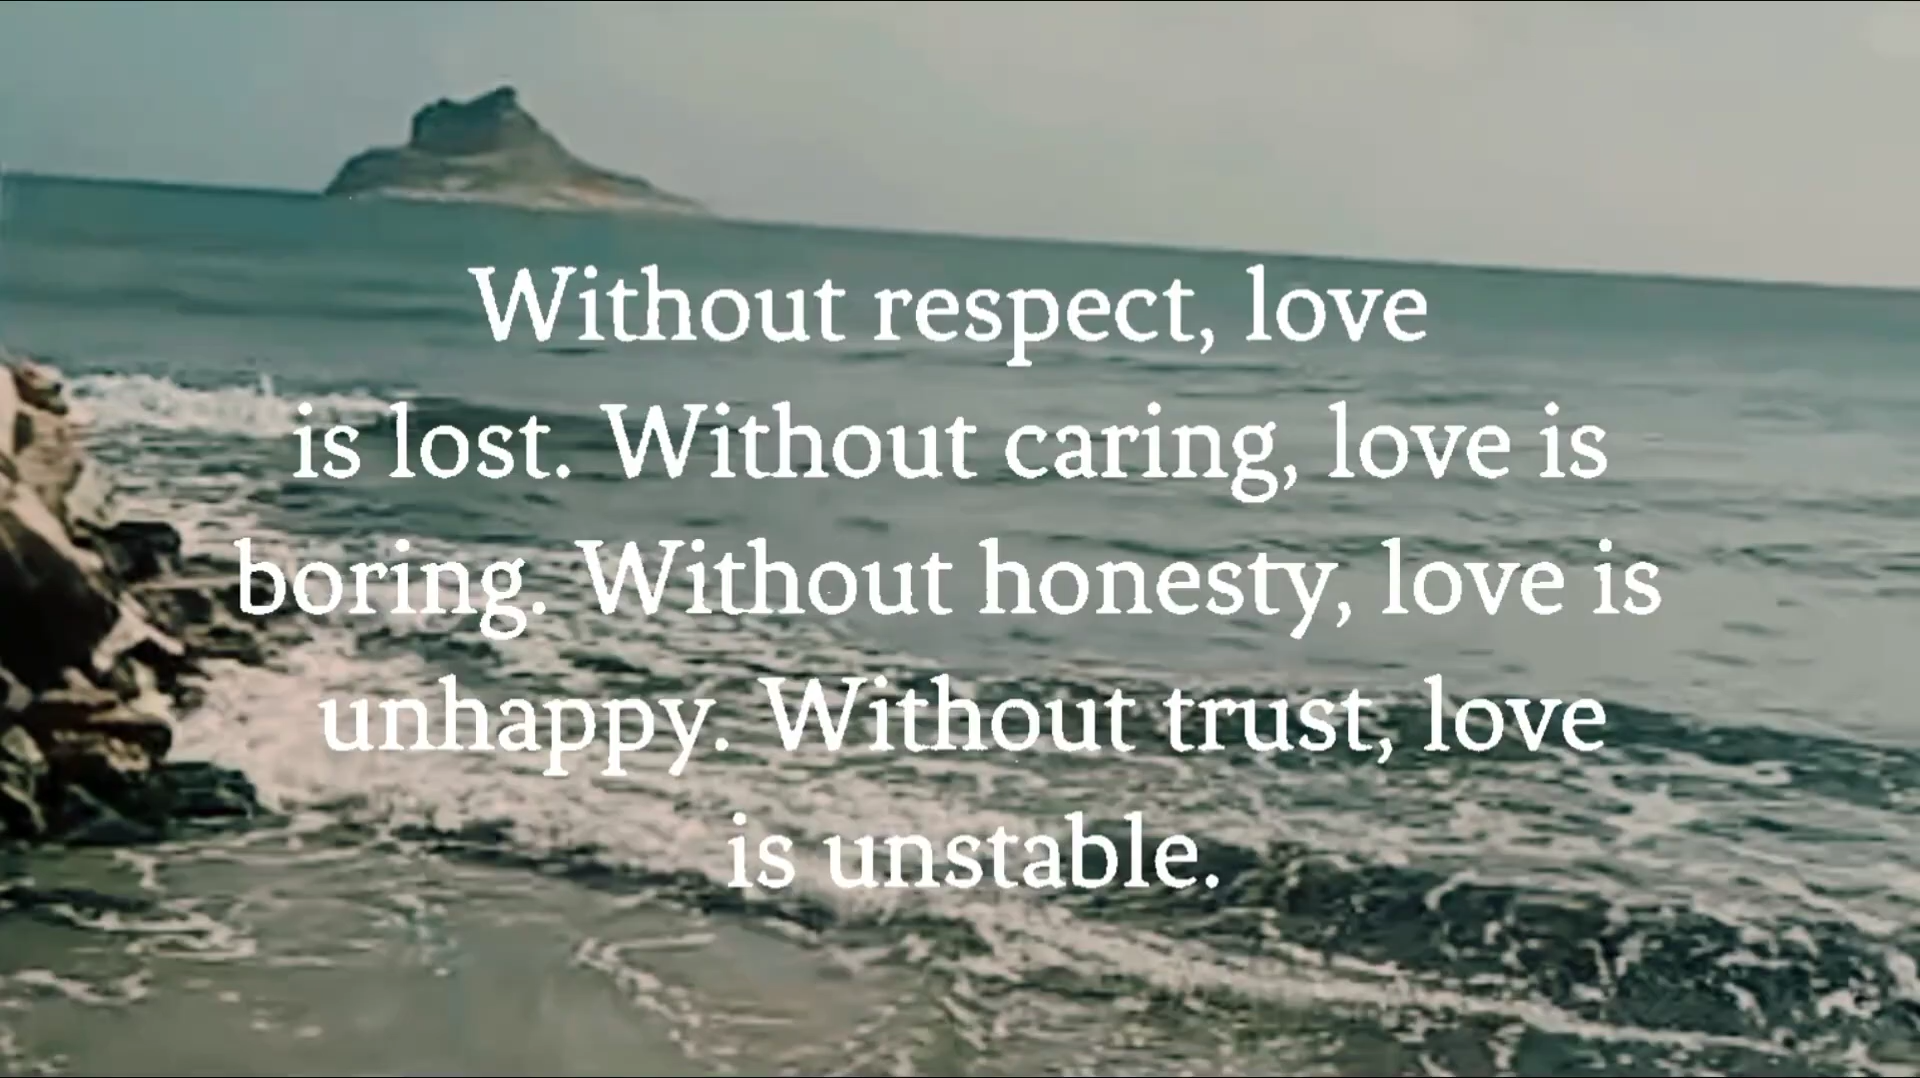 Without respect, love
is lost. Without caring, love is
boring. Without honesty, love is
unhappy. Without trust, love
is unstable.